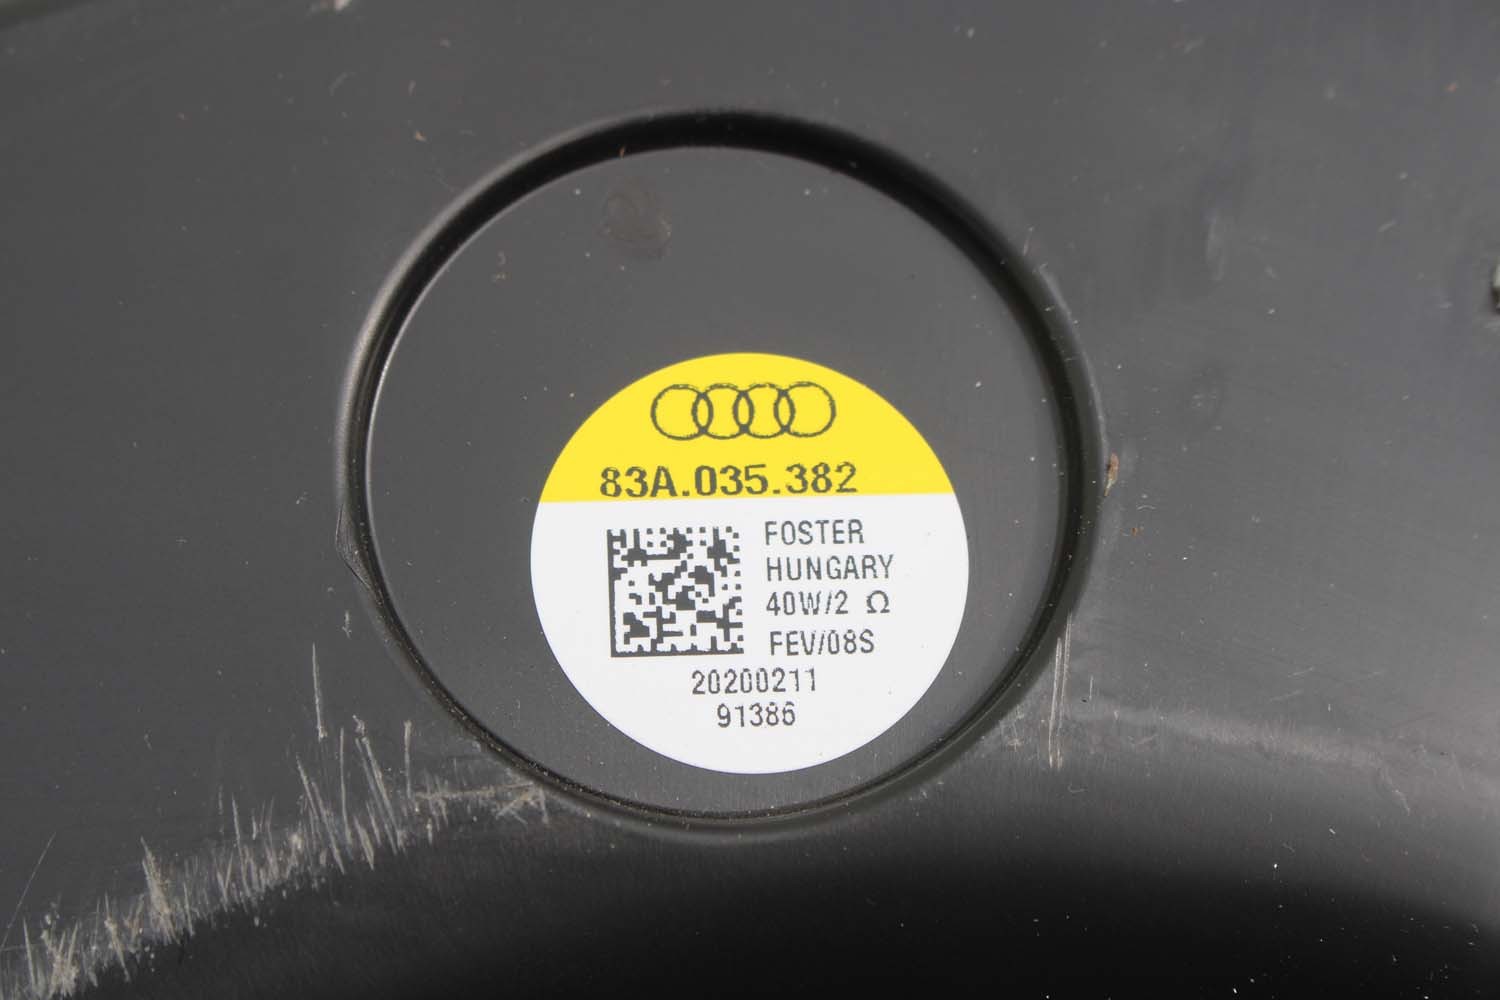 83A.035.382
FOSTER
HUNGARY
40W/2 Ω
FEV/08S
20200211
91386